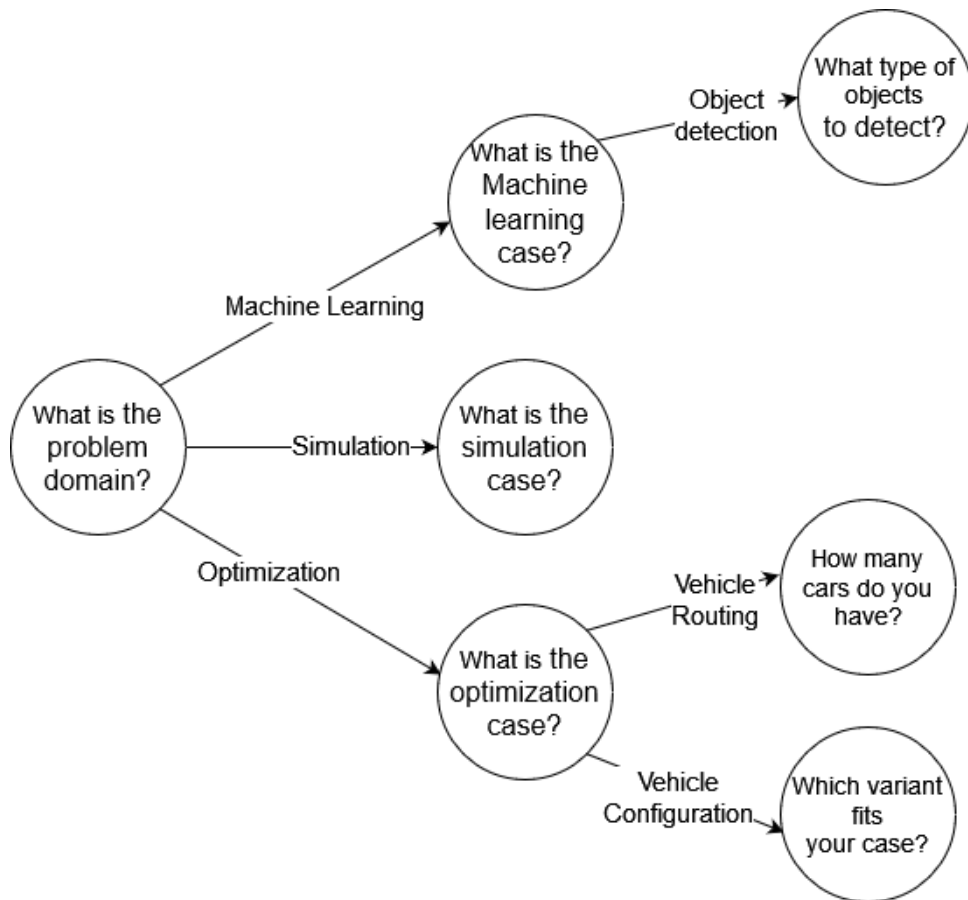 What type of
objects
to detect?
Object
detection
What is the
Machine
learning
case?
Machine Learning
What is the
problem
domain?
Simulation
What is the
simulation
case?
Optimization
How many
cars do you
have?
Vehicle
Routing
What is the
optimization
case?
Vehicle
Configuration
Which variant
fits
your case?